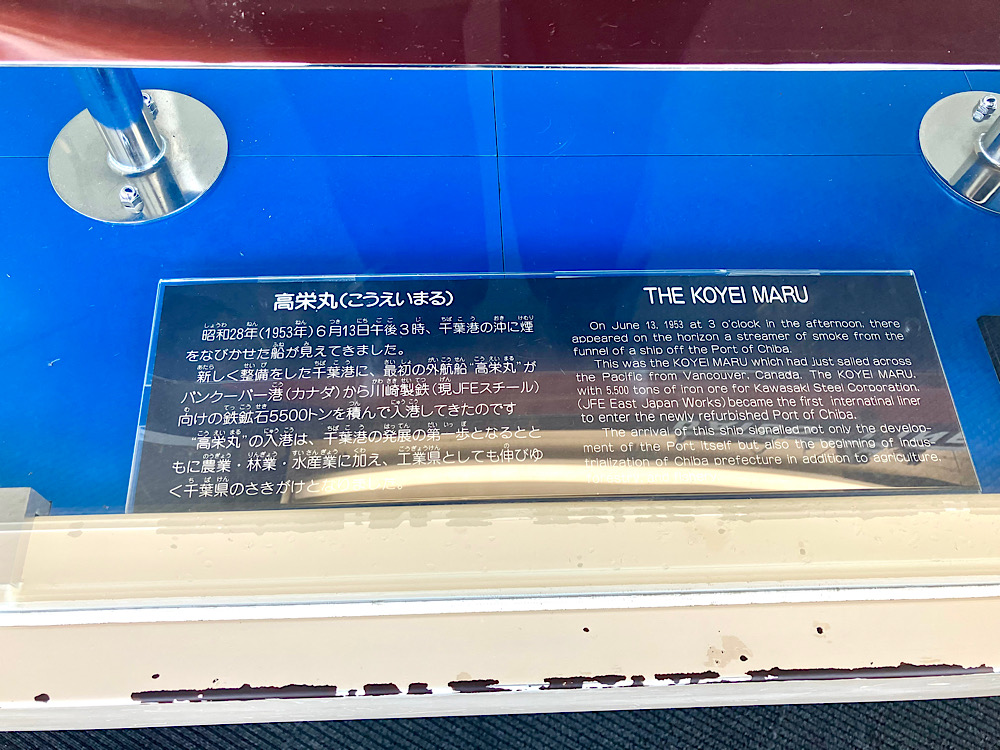 高栄丸(こうえいまる)
昭和28年(1953年)6月13日午後3時、千葉港の沖に煙
をなびかせた船が見えてきました。
新しく整備をした千葉港に、最初の外航船“高栄丸”が
バンクーバー港(カナダ)から川崎製鉄(現JFEスチール)
向けの鉄鉱石5500トンを積んで入港してきたのです
“高栄丸”の入港は、千葉港の発展の第一歩となるとと
もに農業・林業・水産業に加え、工業県としても伸びゆ
く千葉県のさきがけとな
THE KOYEI MARU
On June 13, 1953 at 3 o'clock in the afternoon, there
appeared on the horizon a streamer of smoke from the
funnel of a ship off the Port of Chiba.
This was the KOYEI MARU which had just sailed across
the Pacific from Vancouver, Canada. The KOYEI MARU,
with 5,500 tons of iron ore for Kawasaki Steel Corporation,
(JFE East Japan Works) became the first internatinal liner
to enter the newly refurbished Port of Chiba.
The arrival of this ship signalled not only the develop-
ment of the Port itself but also the beginning of indus-
trialization of Chiba prefecture in addition to agriculture,